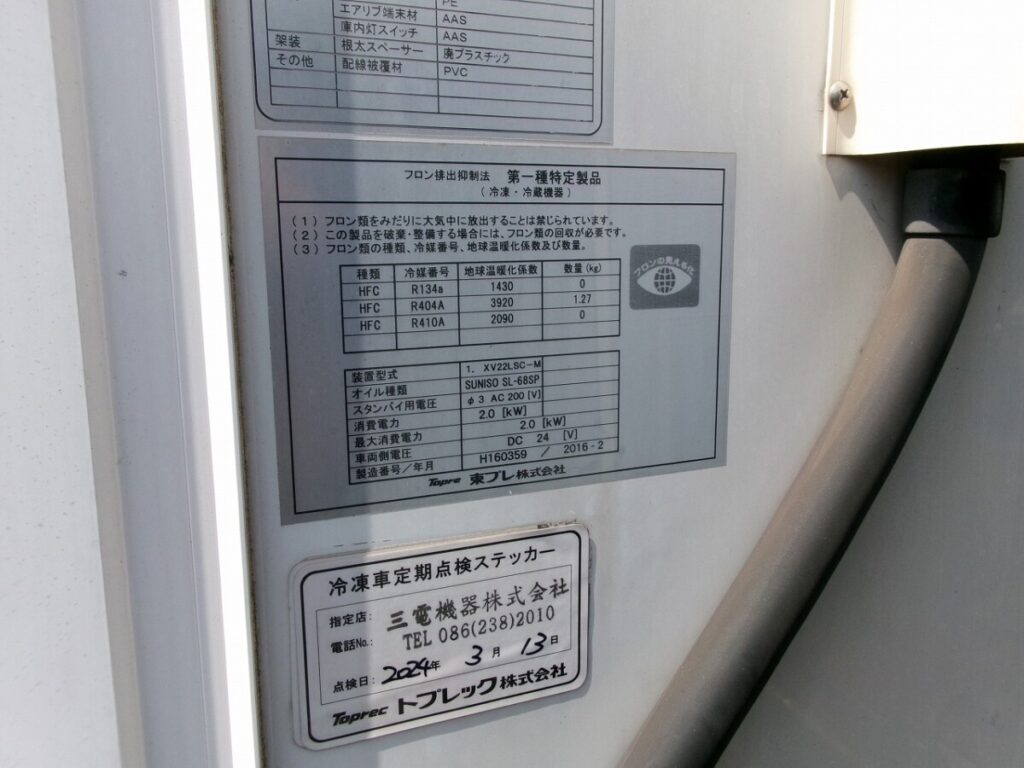 PE
エアリブ端末材 AAS
庫内灯スイッチ AAS
架装 根太スペーサー 廃プラスチック
その他 配線被覆材 PVC
フロン排出抑制法 第一種特定製品
(冷凍・冷蔵機器)
(1) フロン類をみだりに大気中に放出することは禁じられています。
(2) この製品を破棄・整備する場合には、フロン類の回収が必要です。
(3) フロン類の種類、冷媒番号、地球温暖化係数及び数量。
種類 冷媒番号 地球温暖化係数 数量(kg)
HFC R134a 1430 0
HFC R404A 3920 1.27
HFC R410A 2090 0
フロンの見える化
装置型式 1. XV22LSC-M
オイル種類 SUNISO SL-68SP
スタンバイ用電圧 φ3 AC 200 [V]
消費電力 2.0 [kW]
最大消費電力 2.0 [kW]
車両側電圧 DC 24 [V]
製造番号/年月 H160359 / 2016-2
Topre 東プレ株式会社
冷凍車定期点検ステッカー
指定店: 三電機器株式会社
電話No.: TEL 086(238)2010
点検日: 2024年 3月 13日
Toprec トプレック株式会社